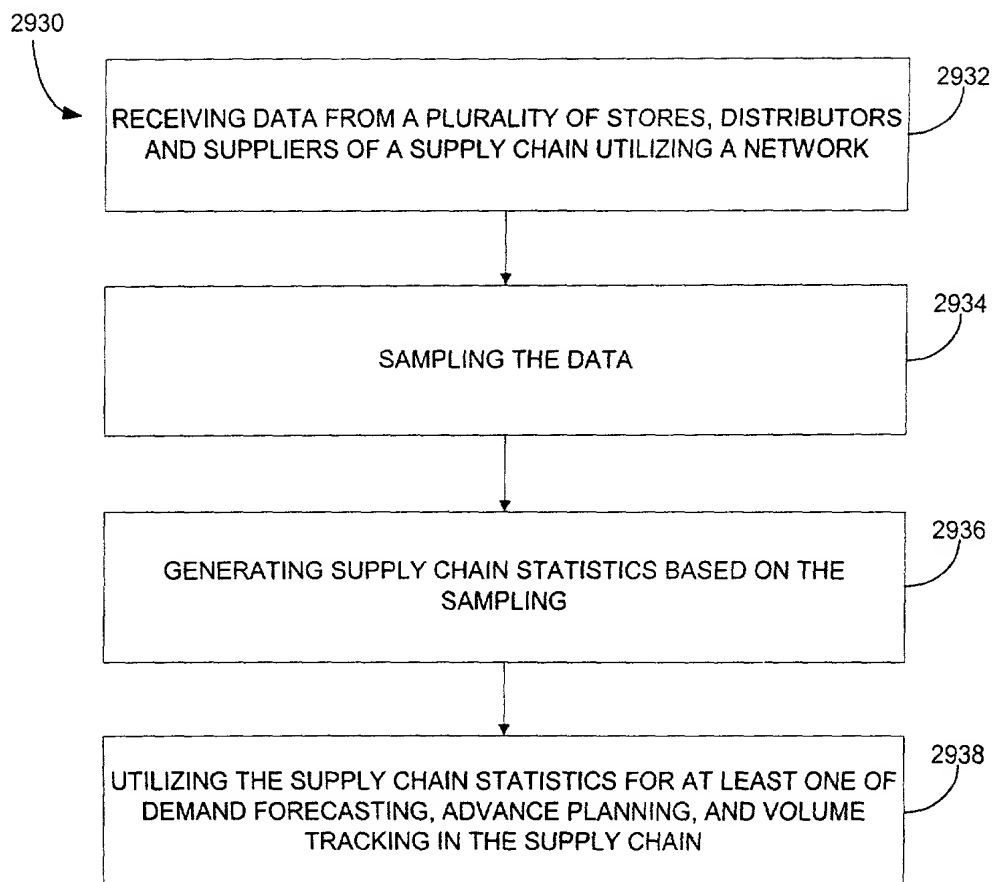 2930
2932
RECEIVING DATA FROM A PLURALITY OF STORES, DISTRIBUTORS
AND SUPPLIERS OF A SUPPLY CHAIN UTILIZING A NETWORK
2934
SAMPLING THE DATA
2936
GENERATING SUPPLY CHAIN STATISTICS BASED ON THE
SAMPLING
2938
UTILIZING THE SUPPLY CHAIN STATISTICS FOR AT LEAST ONE OF
DEMAND FORECASTING, ADVANCE PLANNING, AND VOLUME
TRACKING IN THE SUPPLY CHAIN